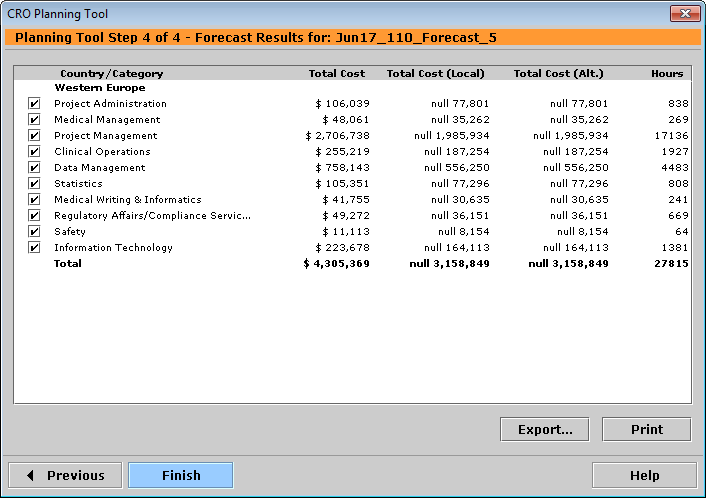 CRO Planning Tool
Planning Tool Step 4 of 4 - Forecast Results for: Jun17_110_Forecast_5
Country/Category Total Cost Total Cost (Local) Total Cost (Alt.) Hours
Western Europe
Project Administration $ 106,039 null 77,801 null 77,801 838
Medical Management $ 48,061 null 35,262 null 35,262 269
Project Management $ 2,706,738 null 1,985,934 null 1,985,934 17136
Clinical Operations $ 255,219 null 187,254 null 187,254 1927
Data Management $ 758,143 null 556,250 null 556,250 4483
Statistics $ 105,351 null 77,296 null 77,296 808
Medical Writing & Informatics $ 41,755 null 30,635 null 30,635 241
Regulatory Affairs/Compliance Servic... $ 49,272 null 36,151 null 36,151 669
Safety $ 11,113 null 8,154 null 8,154 64
Information Technology $ 223,678 null 164,113 null 164,113 1381
Total $ 4,305,369 null 3,158,849 null 3,158,849 27815
Export... Print
Previous Finish Help